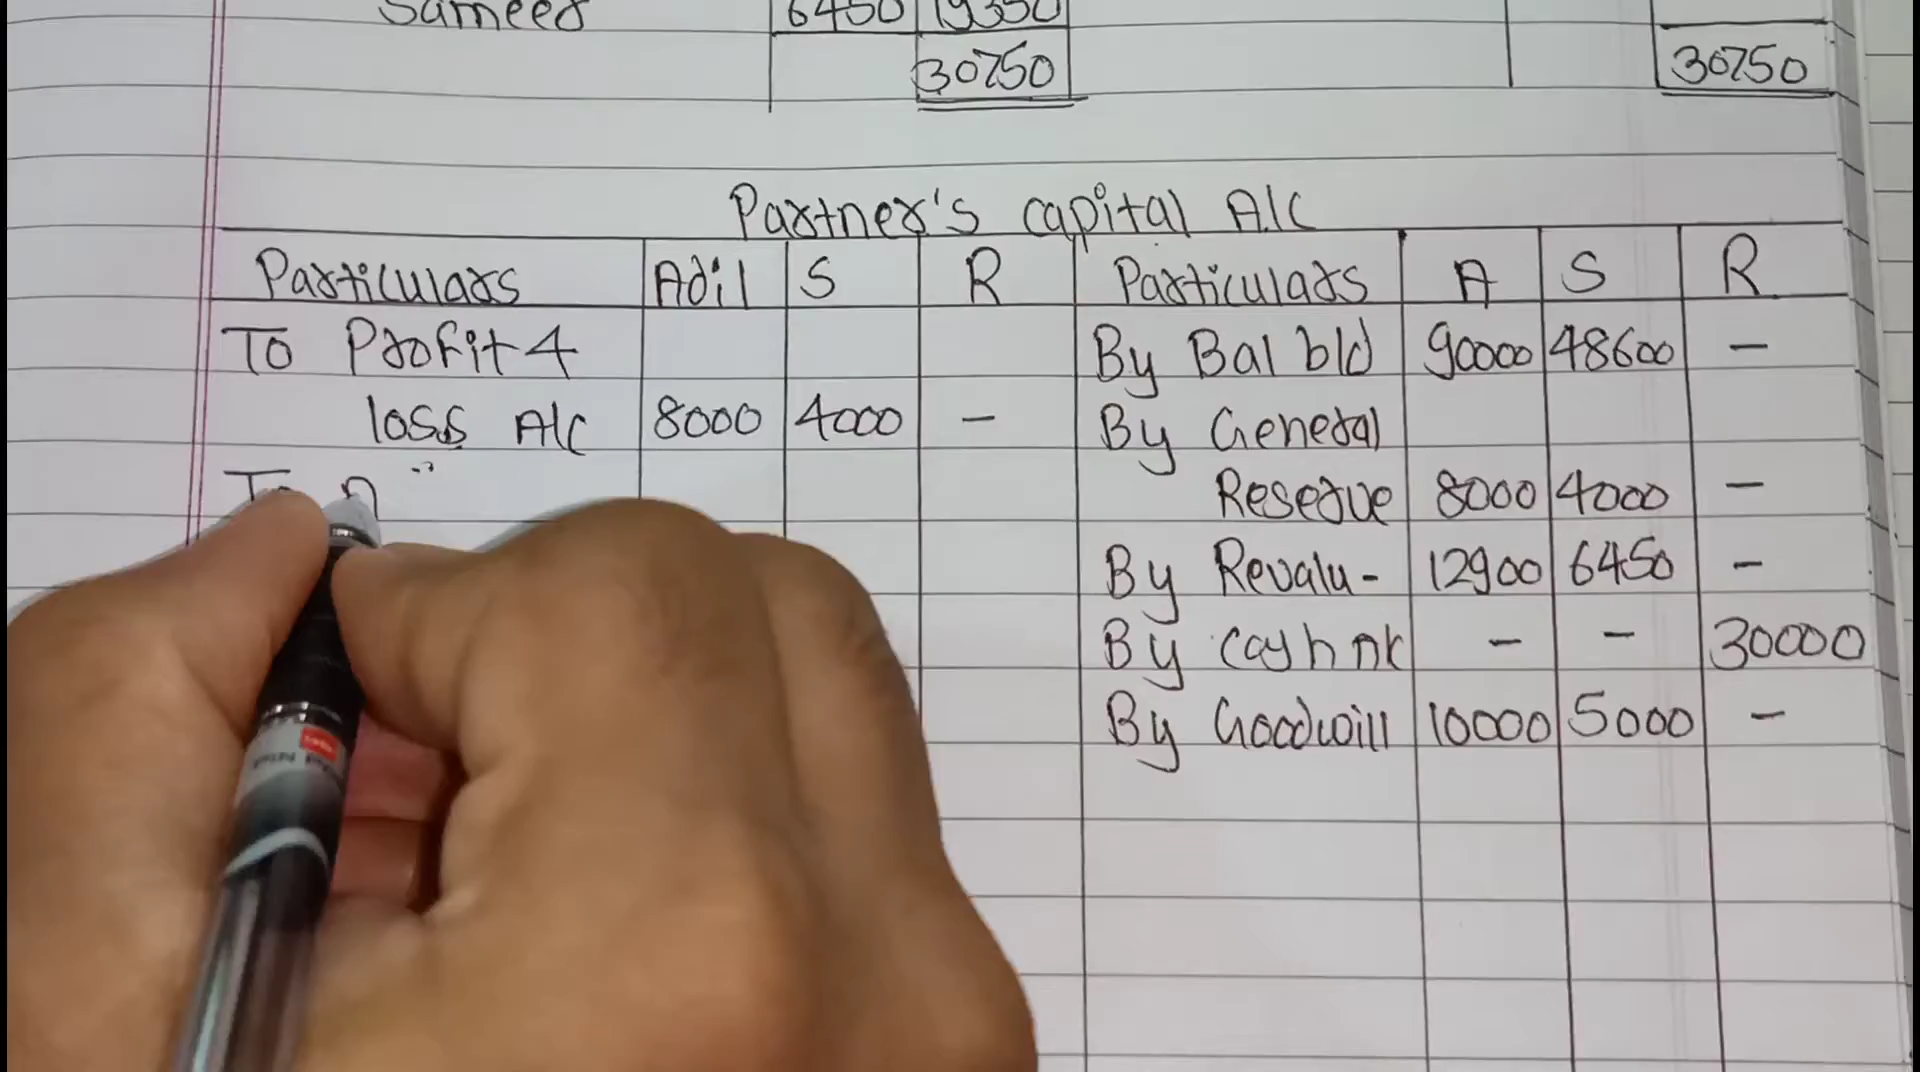 Sameer 6450 19350
30750 30750
Partner's capital A/C
Particulars Adil S R Particulars A S R
To Profit & By Bal b/d 90000 48600 -
loss A/C 8000 4000 - By General
To Reserve 8000 4000 -
By Revalu- 12900 6450 -
By Cash - - 30000
By Goodwill 10000 5000 -